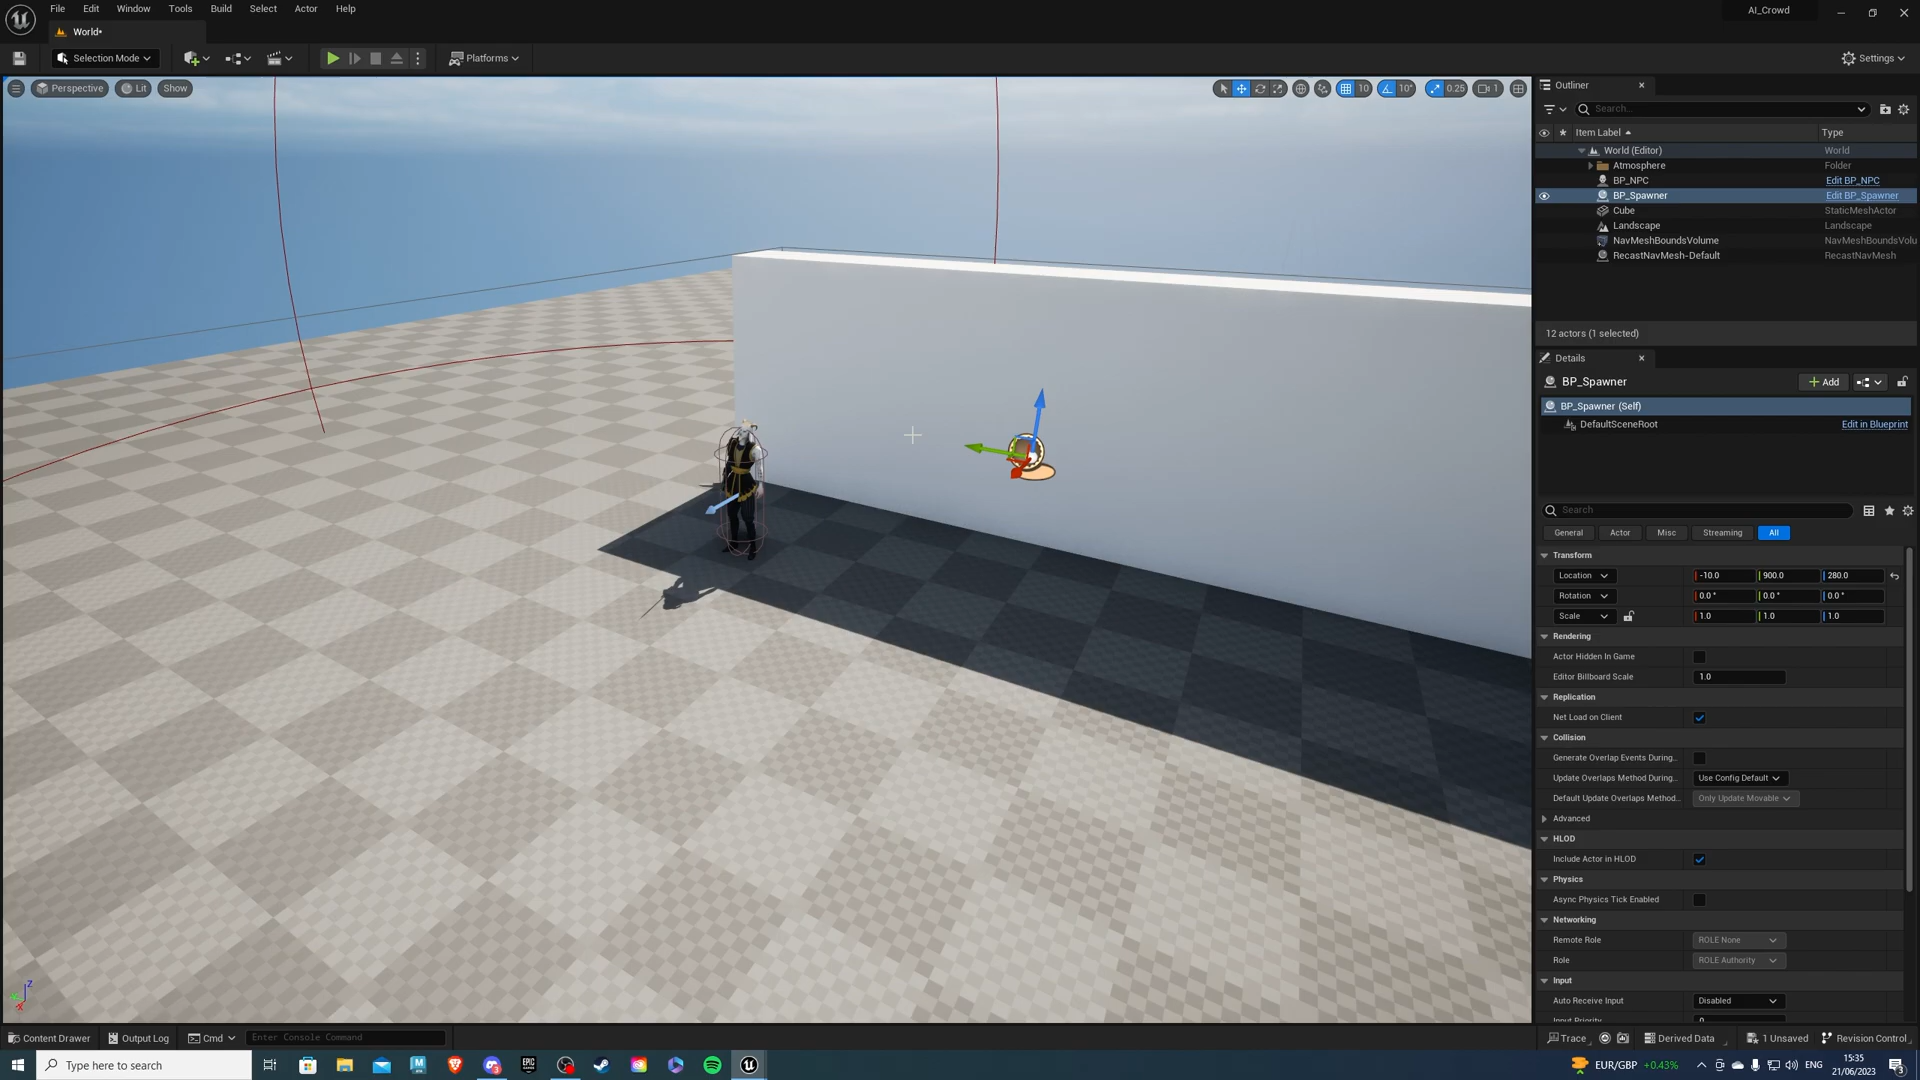 File Edit Window Tools Build Select Actor Help
AI_Crowd
World*
Selection Mode
Platforms
Settings
Perspective Lit Show
10 10° 0.25 1
Outliner
Search...
Item Label Type
World (Editor) World
Atmosphere Folder
BP_NPC Edit BP_NPC
BP_Spawner Edit BP_Spawner
Cube StaticMeshActor
Landscape Landscape
NavMeshBoundsVolume NavMeshBoundsVolu
RecastNavMesh-Default RecastNavMesh
12 actors (1 selected)
Details
BP_Spawner
Add
BP_Spawner (Self)
DefaultSceneRoot Edit in Blueprint
Search
General Actor Misc Streaming All
Transform
Location -10.0 900.0 280.0
Rotation 0.0° 0.0° 0.0°
Scale 1.0 1.0 1.0
Rendering
Actor Hidden In Game
Editor Billboard Scale 1.0
Replication
Net Load on Client
Collision
Generate Overlap Events During..
Update Overlaps Method During.. Use Config Default
Default Update Overlaps Method.. Only Update Movable
Advanced
HLOD
Include Actor in HLOD
Physics
Async Physics Tick Enabled
Networking
Remote Role ROLE None
Role ROLE Authority
Input
Auto Receive Input Disabled
Input Priority 0
Z
X
Content Drawer Output Log Cmd Enter Console Command
Trace Derived Data 1 Unsaved Revision Control
Type here to search
EUR/GBP +0.43%
ENG
15:35
21/06/2023